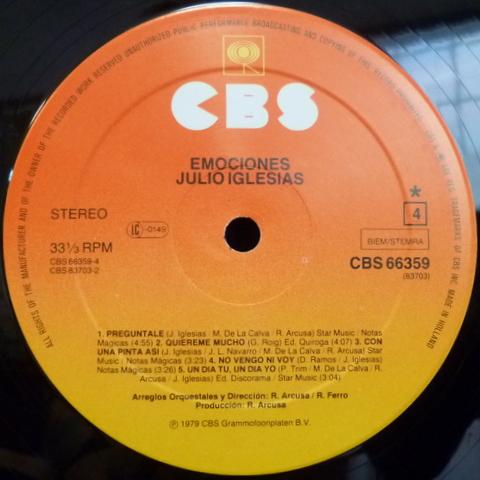 ALL RIGHTS OF THE MANUFACTURER AND OF THE OWNER OF THE RECORDED WORK RESERVED UNAUTHORIZED PUBLIC PERFORMANCE BROADCASTING AND COPYING OF THIS
TRADEMARKS OF CBS INC. MADE IN HOLLAND
CBS
EMOCIONES
JULIO IGLESIAS
STEREO
LC -0149
* 4
33⅓ RPM
BIEM/STEMRA
CBS 66359-4
CBS 83703-2
CBS 66359
(83703)
1. PREGUNTALE (J. Iglesias / M. De La Calva / R. Arcusa) Star Music / Notas
Mágicas (4:55) 2. QUIEREME MUCHO (G. Roig) Ed. Quiroga (4:25) 3. CON
UNA PINTA ASI (J. Iglesias / J. L. Navarro / M. De La Calva / R. Arcusa)
Star Music / Notas Mágicas (3:23) 4. NO VENGO NI VOY (D. Ramos / J. Iglesias)
Notas Mágicas (3:26) 5. UN DIA TU, UN DIA YO (P. Trim / M. De La Calva / R.
Arcusa / J. Iglesias) Ed. Discorama / Star Music (3:04)
Arreglos Orquestales y Dirección: R. Arcusa / R. Ferro
Producción: R. Arcusa
℗ 1979 CBS Grammofoonplaten B.V.